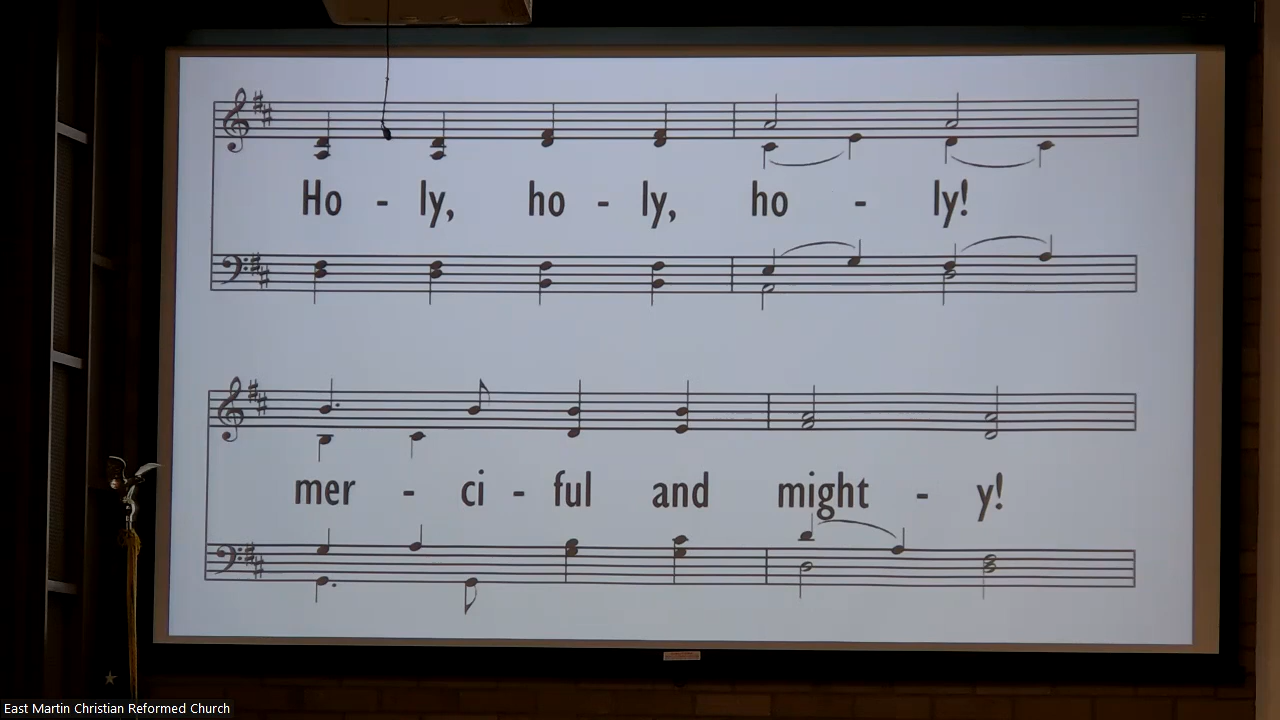 Ho - ly, ho - ly, ho - ly!
mer - ci - ful and might - y!
East Martin Christian Reformed Church